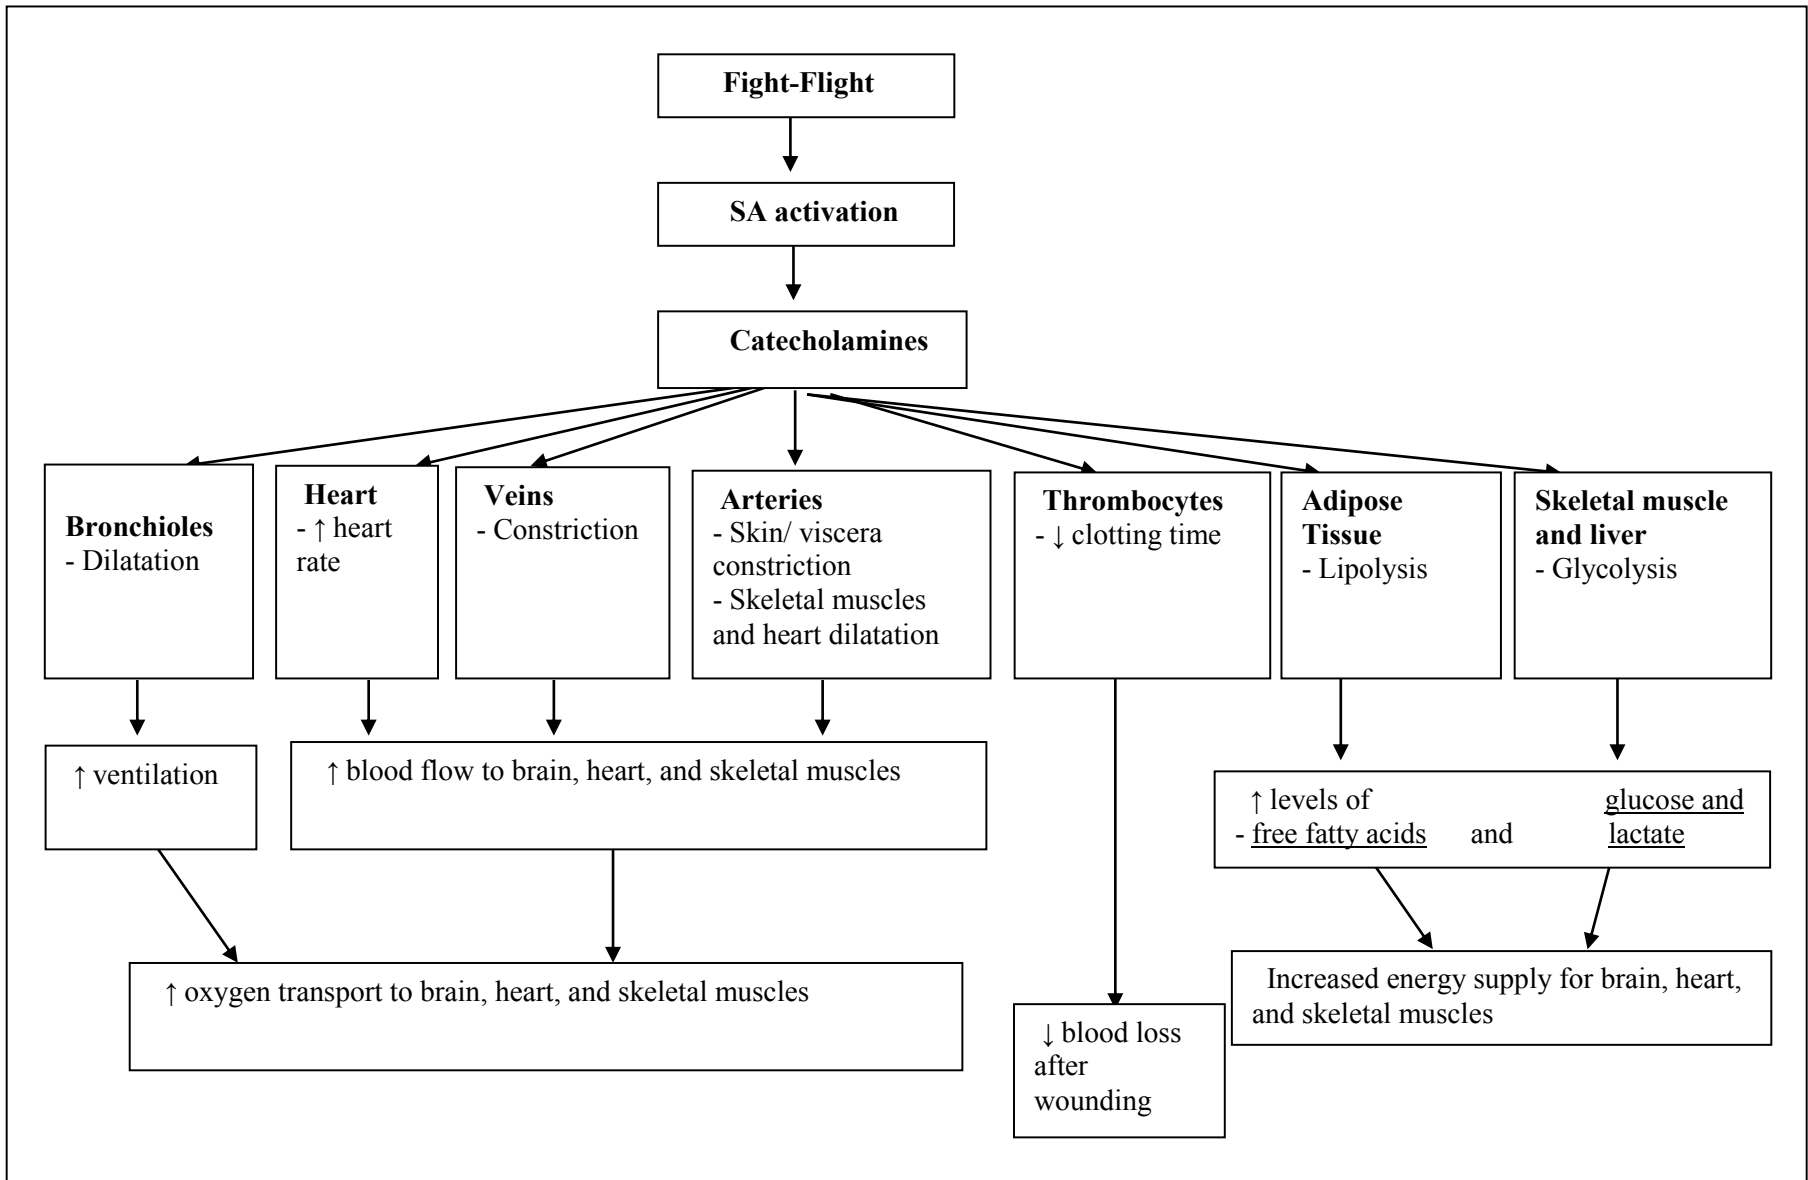 Fight-Flight
SA activation
Catecholamines
Bronchioles
- Dilatation
Heart
- ↑ heart
rate
Veins
- Constriction
Arteries
- Skin/ viscera
constriction
- Skeletal muscles
and heart dilatation
Thrombocytes
- ↓ clotting time
Adipose
Tissue
- Lipolysis
Skeletal muscle
and liver
- Glycolysis
↑ ventilation
↑ blood flow to brain, heart, and skeletal muscles
↑ levels of glucose and
- free fatty acids and lactate
↑ oxygen transport to brain, heart, and skeletal muscles
↓ blood loss
after
wounding
Increased energy supply for brain, heart,
and skeletal muscles